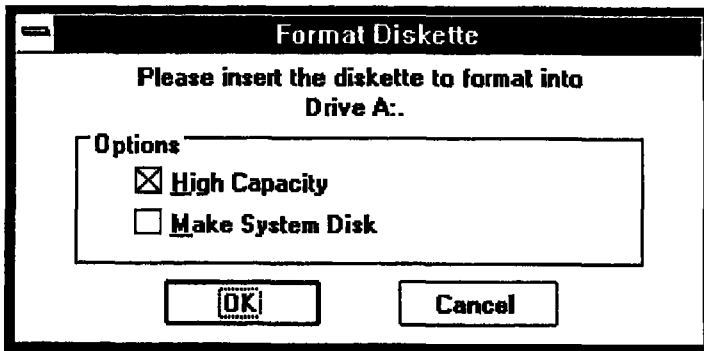 Format Diskette
Please insert the diskette to format into
Drive A:.
Options
High Capacity
Make System Disk
OK
Cancel